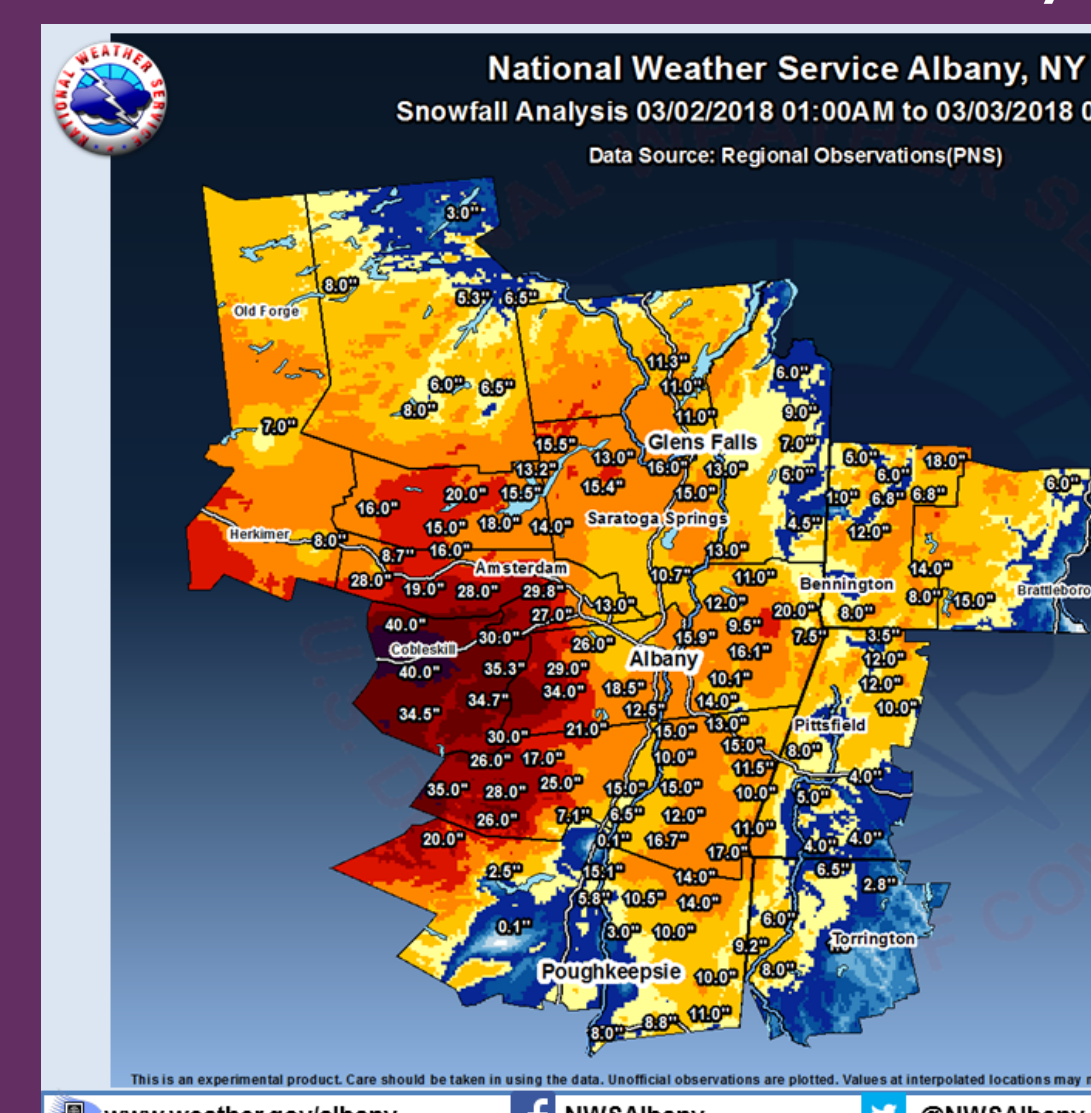 National Weather Service Albany, NY
Snowfall Analysis 03/02/2018 01:00AM to 03/03/2018 0
Data Source: Regional Observations(PNS)
NATIONAL WEATHER SERVICE
3.0"
8.0"
5.3" 6.5"
Old Forge
11.3"
6.0"
6.0" 6.5" 11.0"
8.0" 11.0" 9.0"
7.0"
15.5" Glens Falls 7.0"
13.0" 5.0" 18.0"
13.2" 16.0" 13.0" 5.0" 6.0"
15.4" 6.0"
20.0" 15.5" 15.0" 1.0" 6.8" 6.8"
16.0"
15.0" 18.0" 14.0" Saratoga Springs 4.5" 12.0"
Herkimer 8.0"
8.7" 16.0" 13.0"
Amsterdam 14.0"
28.0" 10.7" 11.0" Bennington
19.0" 28.0" 29.8" Brattleboro
13.0" 12.0" 8.0" 15.0"
27.0" 20.0" 8.0"
40.0" 9.5"
30.0" 15.9" 7.5" 3.5"
Cobleskill 26.0" 16.1"
Albany 12.0"
40.0" 35.3" 29.0" 10.1"
34.7" 34.0" 18.5" 12.0"
34.5" 12.5" 14.0" 10.0"
30.0" 21.0" 15.0" 13.0" Pittsfield
15.0" 8.0"
26.0" 17.0" 10.0" 11.5"
4.0"
35.0" 28.0" 25.0" 15.0" 15.0" 10.0" 5.0"
26.0" 7.1" 6.5" 12.0"
11.0"
20.0" 0.1" 16.7" 4.0" 4.0"
17.0"
2.5" 15.1" 14.0" 6.5"
2.8"
5.8" 10.5" 14.0"
0.1" 3.0" 10.0" 6.0"
9.2" Torrington
Poughkeepsie 10.0" 8.0"
8.0" 8.8" 11.0"
This is an experimental product. Care should be taken in using the data. Unofficial observations are plotted. Values at interpolated locations may
www.weather.gov/albany NWSAlbany @NWSAlbany